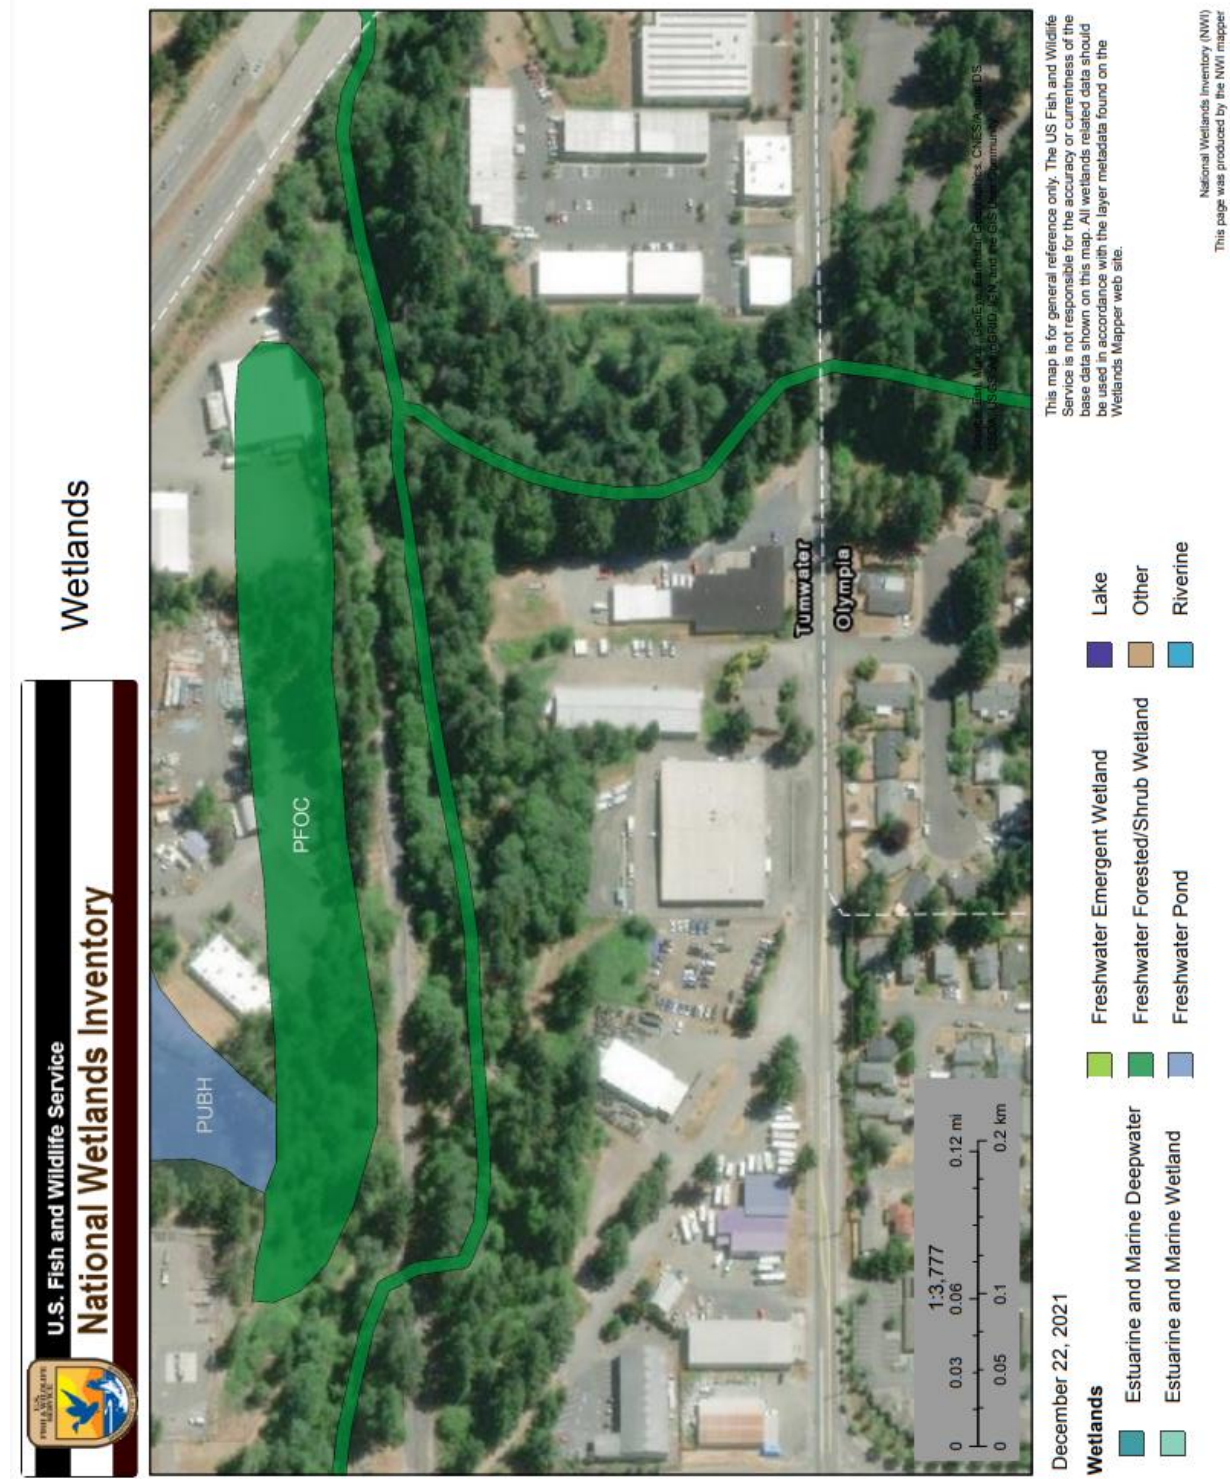 U.S. Fish and Wildlife Service
National Wetlands Inventory
U.S.
FISH & WILDLIFE
SERVICE
Wetlands
PUBH
PFOC
Tumwater
Olympia
1:3,777
0 0.03 0.06 0.12 mi
0 0.05 0.1 0.2 km
December 22, 2021
Wetlands
Estuarine and Marine Deepwater
Estuarine and Marine Wetland
Freshwater Emergent Wetland
Freshwater Forested/Shrub Wetland
Freshwater Pond
Lake
Other
Riverine
This map is for general reference only. The US Fish and Wildlife
Service is not responsible for the accuracy or currentness of the
base data shown on this map. All wetlands related data should
be used in accordance with the layer metadata found on the
Wetlands Mapper web site.
National Wetlands Inventory (NWI)
This page was produced by the NWI mapper